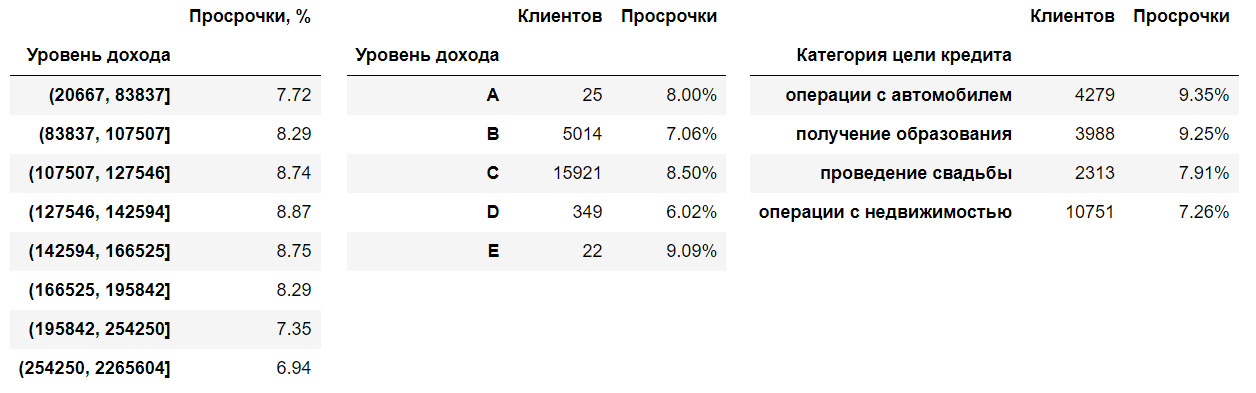 Просрочки, %
Уровень дохода
(20667, 83837] 7.72
(83837, 107507] 8.29
(107507, 127546] 8.74
(127546, 142594] 8.87
(142594, 166525] 8.75
(166525, 195842] 8.29
(195842, 254250] 7.35
(254250, 2265604] 6.94
Клиентов Просрочки
Уровень дохода
A 25 8.00%
B 5014 7.06%
C 15921 8.50%
D 349 6.02%
E 22 9.09%
Клиентов Просрочки
Категория цели кредита
операции с автомобилем 4279 9.35%
получение образования 3988 9.25%
проведение свадьбы 2313 7.91%
операции с недвижимостью 10751 7.26%